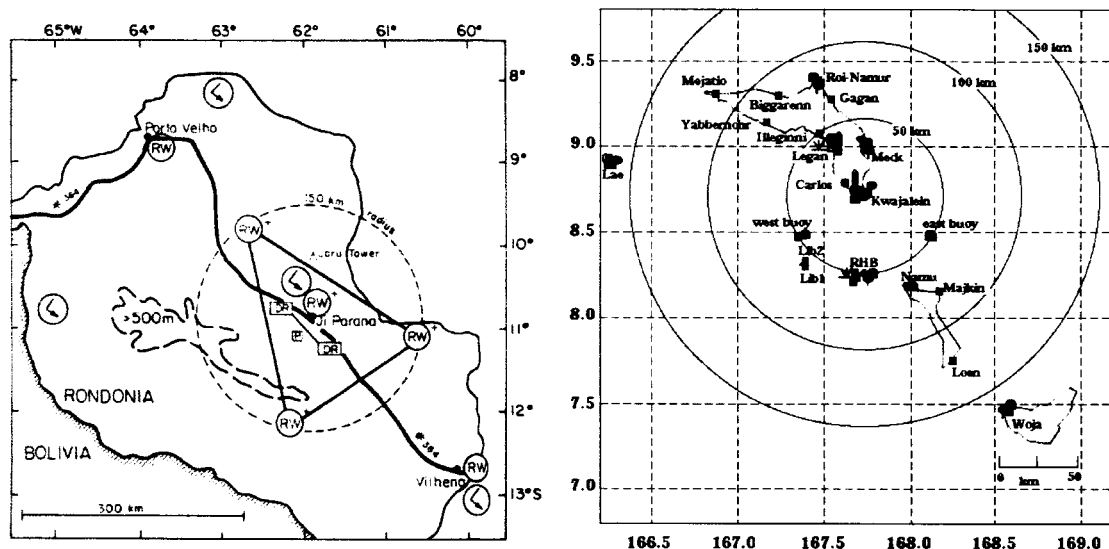 65°W 64° 63° 62° 61° 60°
8°
9°
10°
11°
12°
13°S
Porto Velho
RW
# 364
150 km radius
RW +
Tower
RW +
DR
Ji Parana
P
DR
RW +
>500m
RONDONIA
RW
BOLIVIA
# 364
RW
Vilhena
300 km
9.5
9.0
8.5
8.0
7.5
7.0
166.5 167.0 167.5 168.0 168.5 169.0
150 km
100 km
50 km
Mejatio
Roi-Namur
Biggarenn
Gagan
Illeginni
Legan
Meck
Lae
Carlos
Kwajalein
west buoy
east buoy
Lib2
Lib1
RHB
Namu
Majkin
Loen
Woja
0 50
km